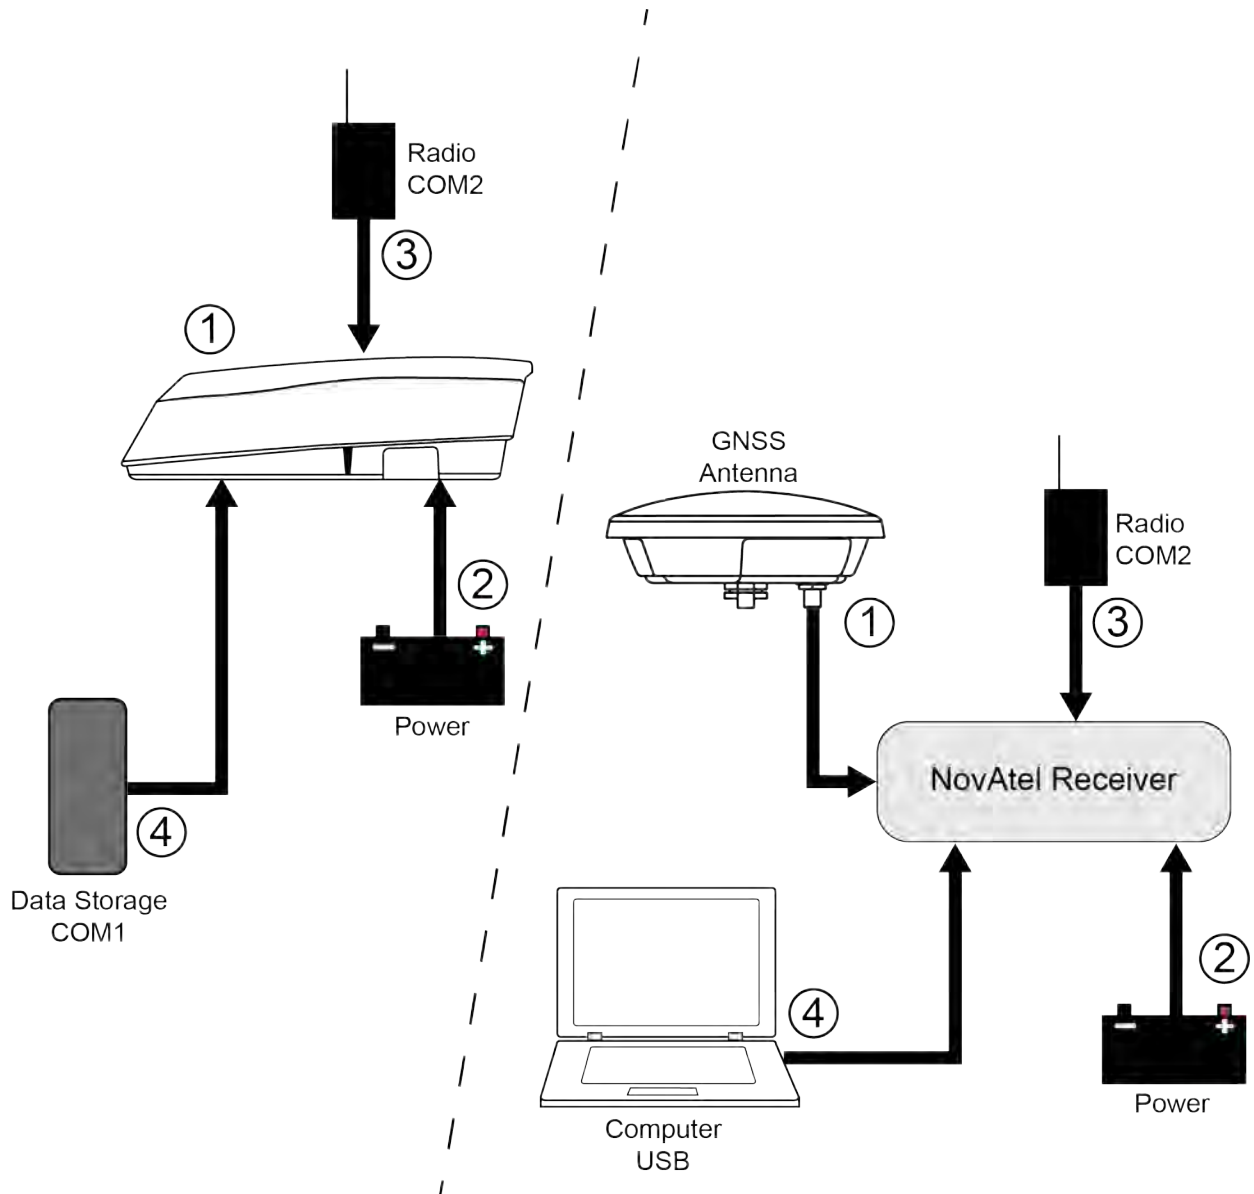 Radio
COM2
3
1
2
Power
4
Data Storage
COM1
GNSS
Antenna
1
Radio
COM2
3
NovAtel Receiver
2
Power
4
Computer
USB